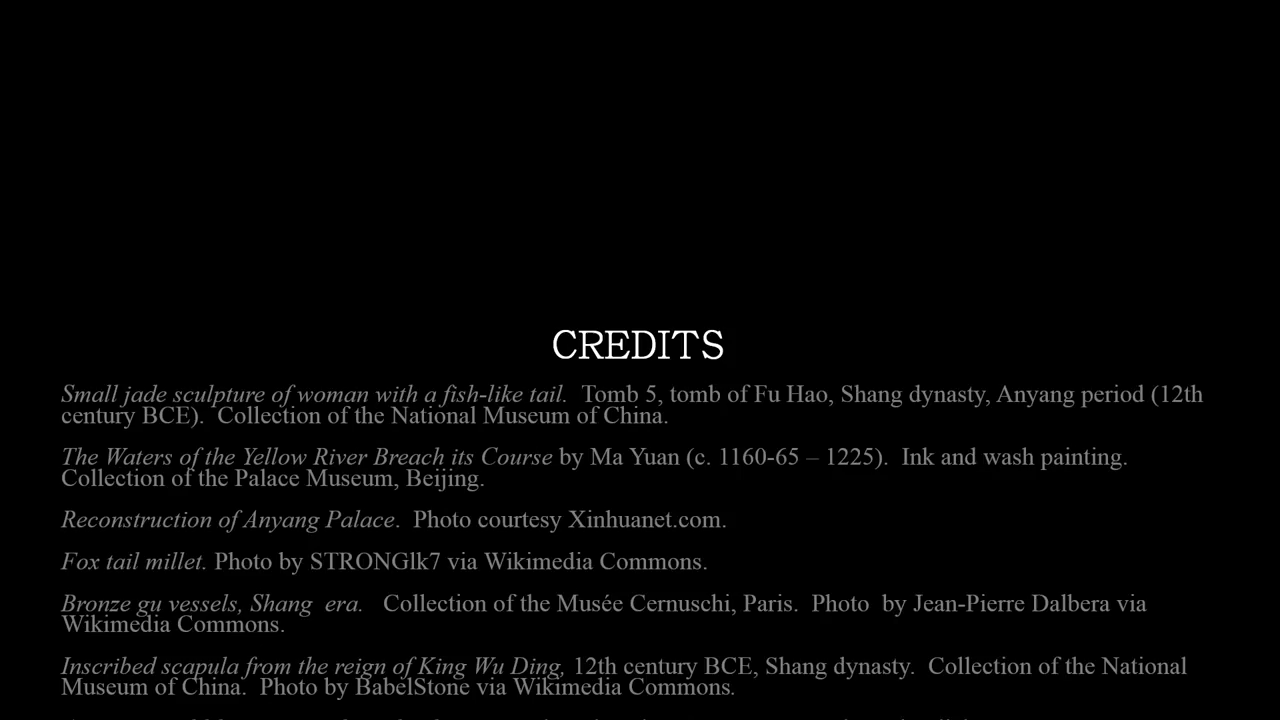 CREDITS
Small jade sculpture of woman with a fish-like tail.  Tomb 5, tomb of Fu Hao, Shang dynasty, Anyang period (12th
century BCE).  Collection of the National Museum of China.
The Waters of the Yellow River Breach its Course by Ma Yuan (c. 1160-65 – 1225).  Ink and wash painting.
Collection of the Palace Museum, Beijing.
Reconstruction of Anyang Palace.  Photo courtesy Xinhuanet.com.
Fox tail millet. Photo by STRONGlk7 via Wikimedia Commons.
Bronze gu vessels, Shang  era.   Collection of the Musée Cernuschi, Paris.  Photo  by Jean-Pierre Dalbera via
Wikimedia Commons.
Inscribed scapula from the reign of King Wu Ding, 12th century BCE, Shang dynasty.  Collection of the National
Museum of China.  Photo by BabelStone via Wikimedia Commons.